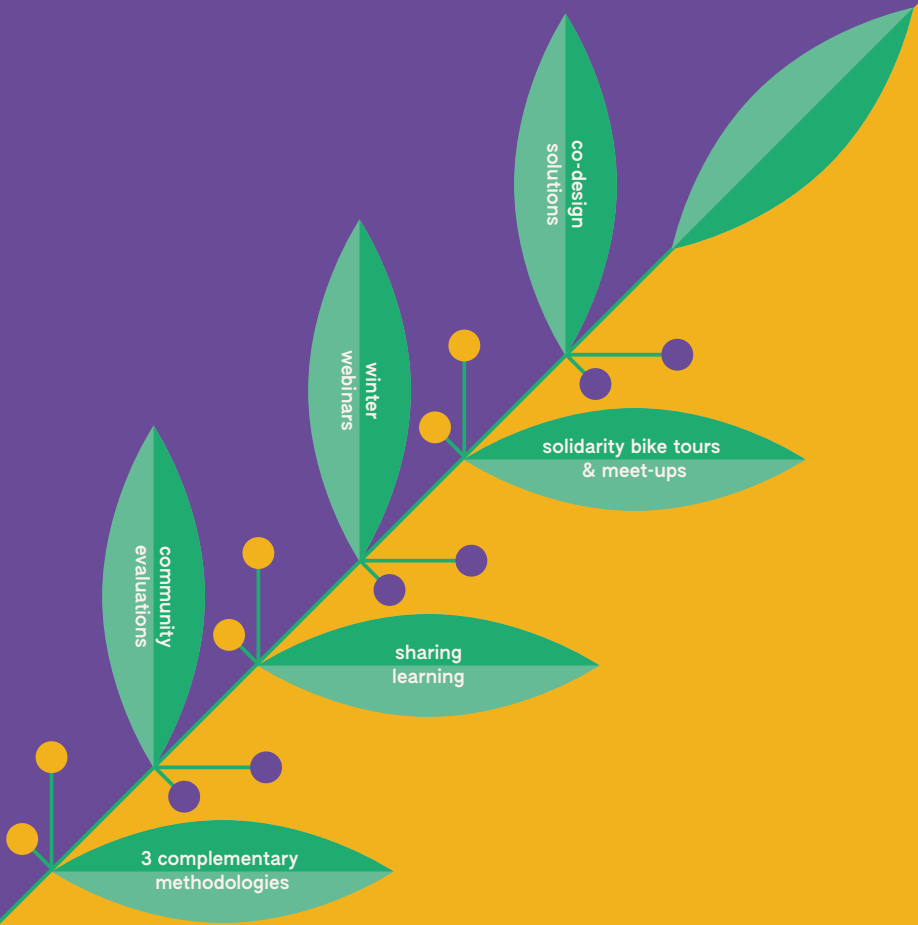 co-design
solutions
winter
webinars
solidarity bike tours
& meet-ups
community
evaluations
sharing
learning
3 complementary
methodologies